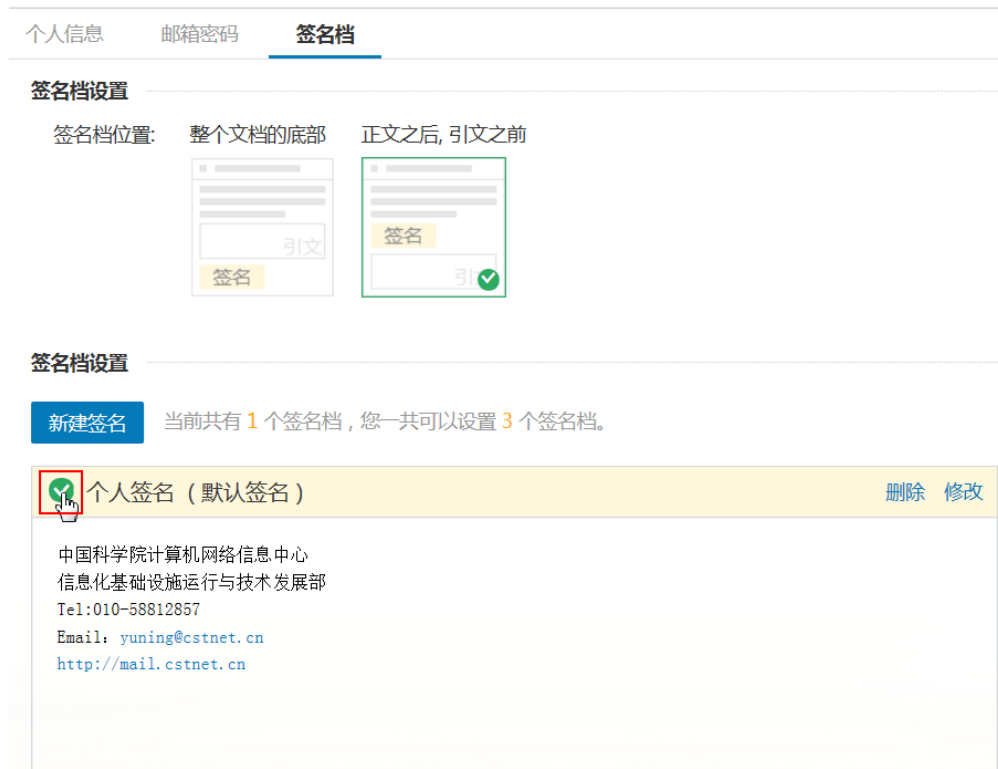 个人信息 邮箱密码 签名档
签名档设置
签名档位置: 整个文档的底部 正文之后, 引文之前
引文
签名
签名
引
签名档设置
新建签名 当前共有 1 个签名档，您一共可以设置 3 个签名档。
个人签名（默认签名） 删除 修改
中国科学院计算机网络信息中心
信息化基础设施运行与技术发展部
Tel:010-58812857
Email: yuning@cstnet.cn
http://mail.cstnet.cn